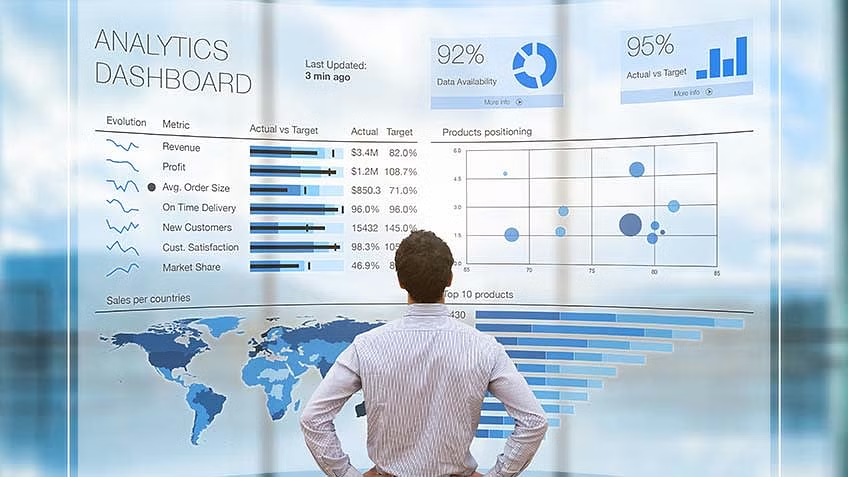 ANALYTICS
DASHBOARD
Last Updated:
3 min ago
92%
Data Availability
More info
95%
Actual vs Target
More info
Evolution Metric Actual vs Target Actual Target
Revenue $3.4M 82.0%
Profit $1.2M 108.7%
Avg. Order Size $850.3 71.0%
On Time Delivery 96.0% 96.0%
New Customers 15432 145.0%
Cust. Satisfaction 98.3%
Market Share 46.9%
Products positioning
6.0
4.5
3.0
1.5
65 70 75 80 85
Sales per countries
Top 10 products